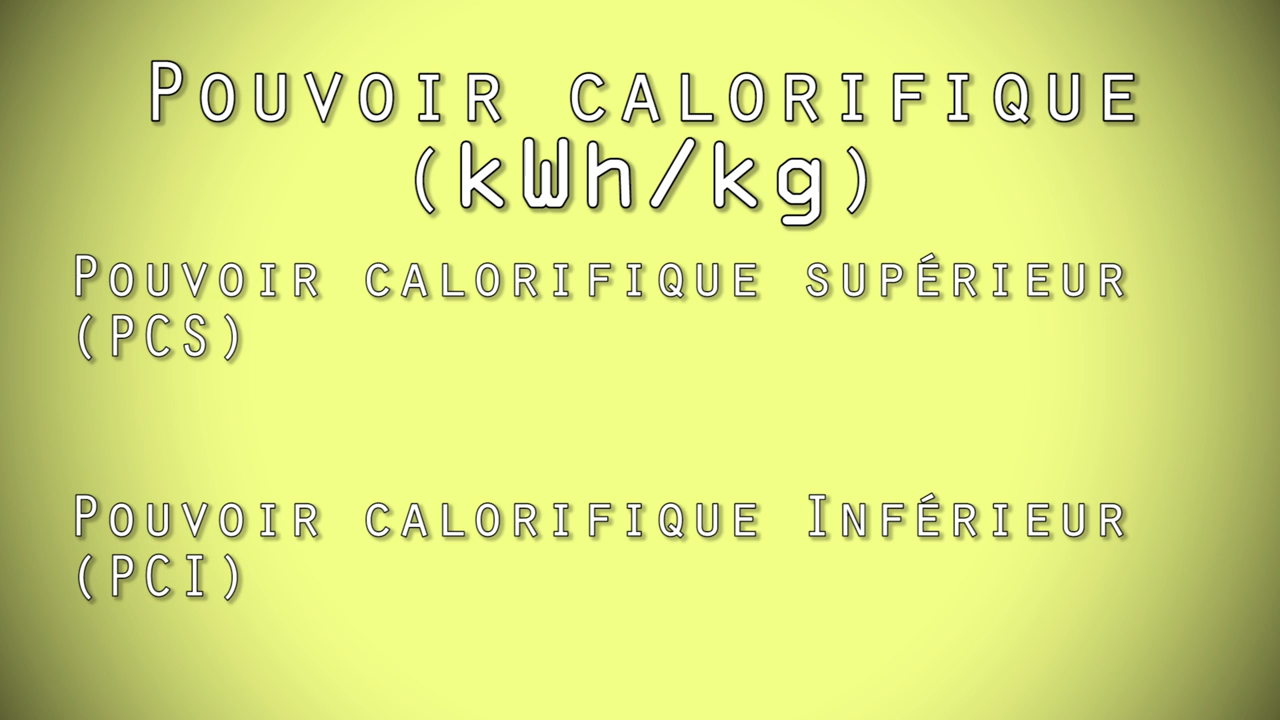 Pouvoir calorifique
(kWh/kg)
Pouvoir calorifique supérieur
(PCS)
Pouvoir calorifique Inférieur
(PCI)